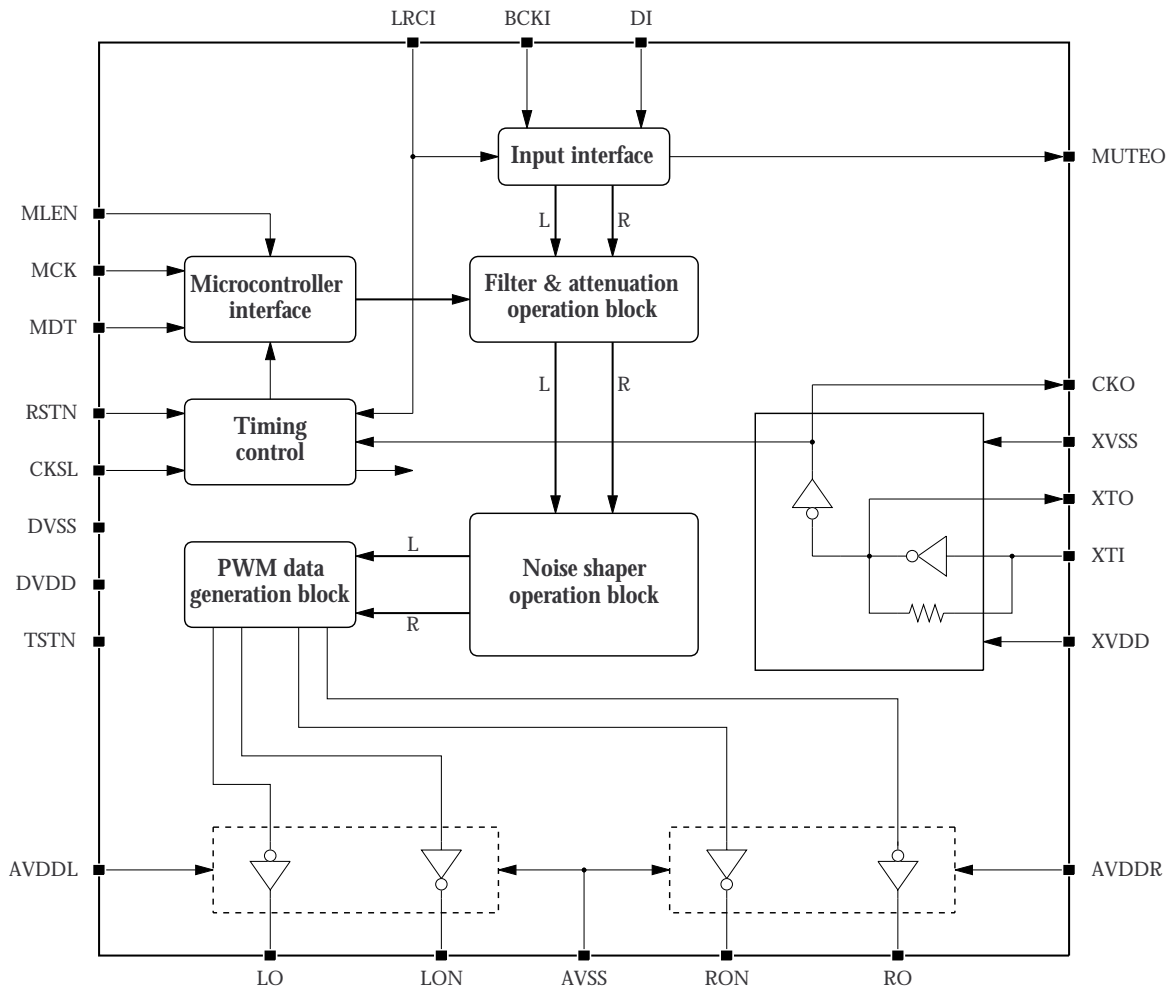 LRCI BCKI DI
Input interface
MUTEO
MLEN
L R
MCK
Microcontroller
interface
Filter & attenuation
operation block
MDT
L R
CKO
RSTN
Timing
control
XVSS
CKSL
XTO
DVSS
L
PWM data
generation block
Noise shaper
operation block
XTI
DVDD
R
TSTN
XVDD
AVDDL
AVDDR
LO LON AVSS RON RO